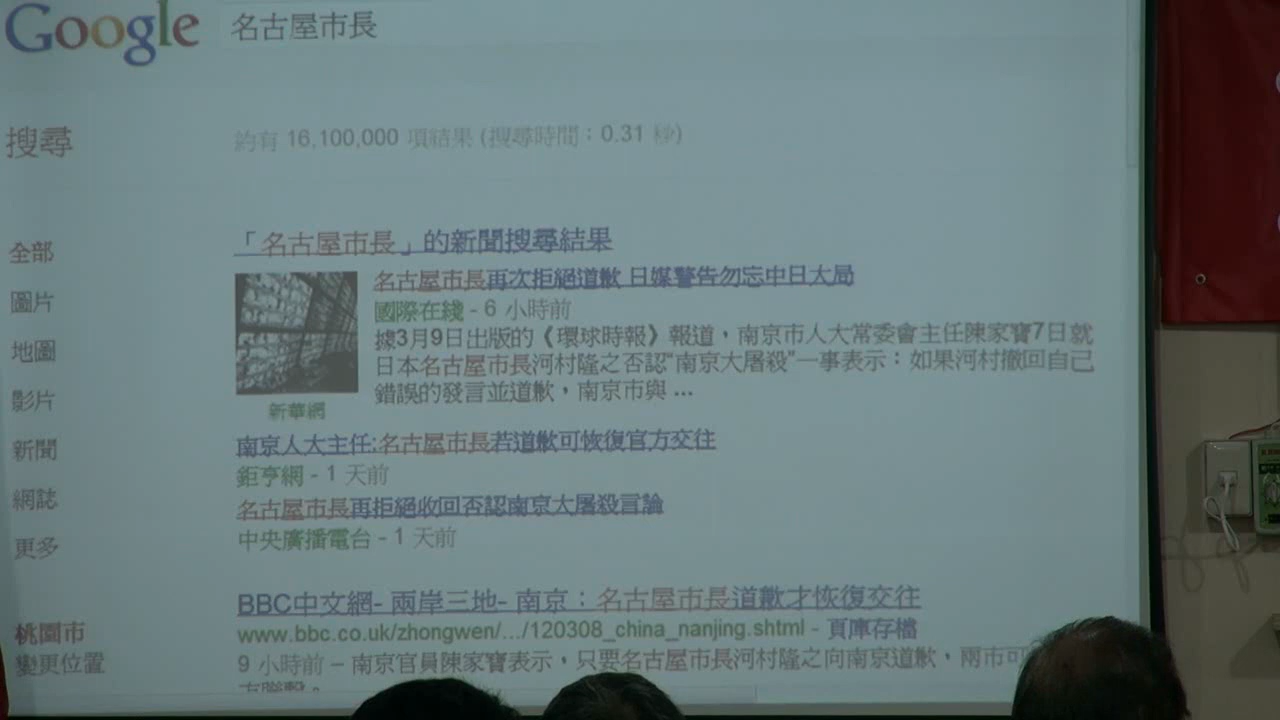 Google 名古屋市長
搜尋
約有 16,100,000 項結果 (搜尋時間：0.31 秒)
全部
圖片
地圖
影片
新聞
網誌
更多
桃園市
變更位置
「名古屋市長」的新聞搜尋結果
名古屋市長再次拒絕道歉 日媒警告勿忘中日大局
國際在綫 - 6 小時前
據3月9日出版的《環球時報》報道，南京市人大常委會主任陳家寶7日就
日本名古屋市長河村隆之否認“南京大屠殺”一事表示：如果河村撤回自己
錯誤的發言並道歉，南京市與 ...
新華網
南京人大主任:名古屋市長若道歉可恢復官方交往
鉅亨網 - 1 天前
名古屋市長再拒絕收回否認南京大屠殺言論
中央廣播電台 - 1 天前
BBC中文網- 兩岸三地- 南京：名古屋市長道歉才恢復交往
www.bbc.co.uk/zhongwen/.../120308_china_nanjing.shtml - 頁庫存檔
9 小時前 – 南京官員陳家寶表示，只要名古屋市長河村隆之向南京道歉，兩市可